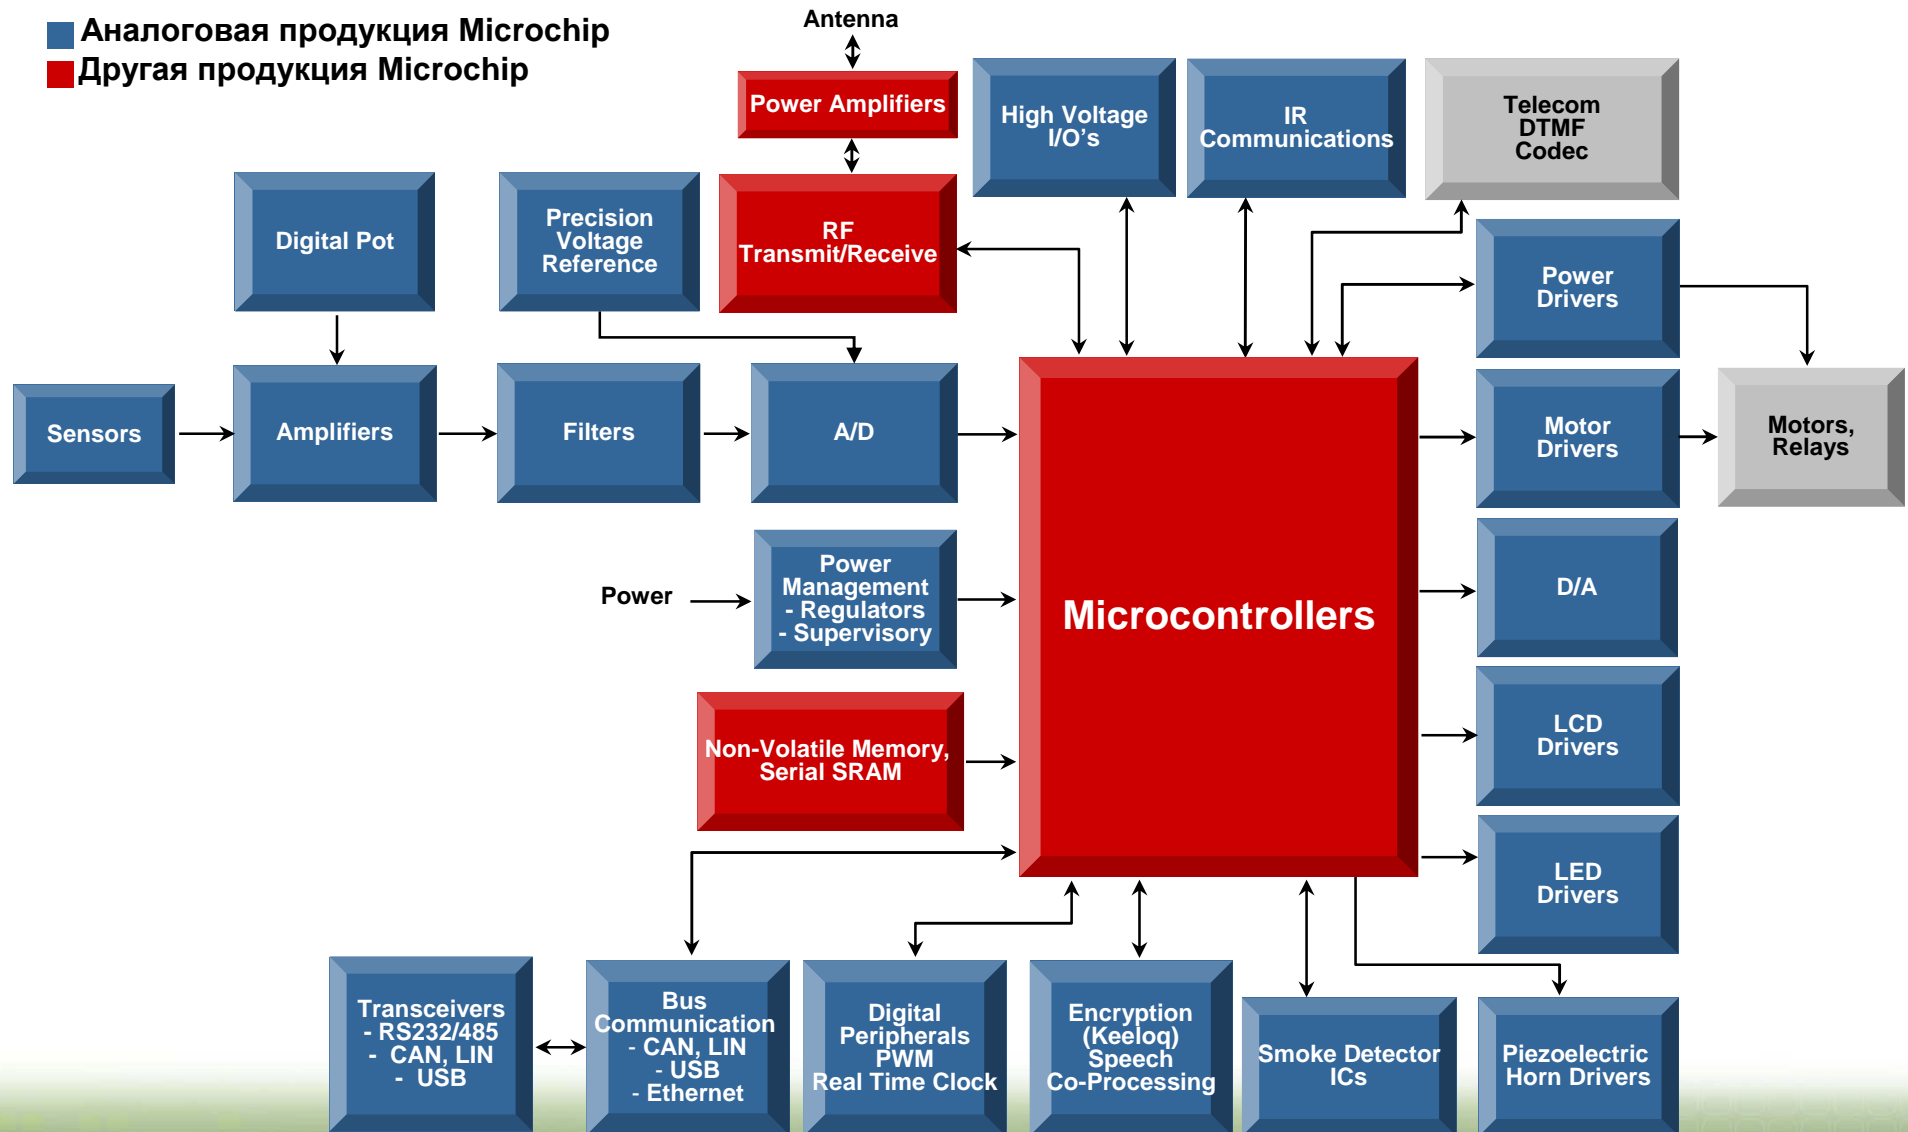 Аналоговая продукция Microchip
Другая продукция Microchip
Antenna
Power Amplifiers
High Voltage
I/O's
IR
Communications
Telecom
DTMF
Codec
Digital Pot
Precision
Voltage
Reference
RF
Transmit/Receive
Power
Drivers
Sensors
Amplifiers
Filters
A/D
Microcontrollers
Motor
Drivers
Motors,
Relays
Power
Power
Management
- Regulators
- Supervisory
D/A
Non-Volatile Memory,
Serial SRAM
LCD
Drivers
LED
Drivers
Transceivers
- RS232/485
- CAN, LIN
- USB
Bus
Communication
- CAN, LIN
- USB
- Ethernet
Digital
Peripherals
PWM
Real Time Clock
Encryption
(Keeloq)
Speech
Co-Processing
Smoke Detector
ICs
Piezoelectric
Horn Drivers